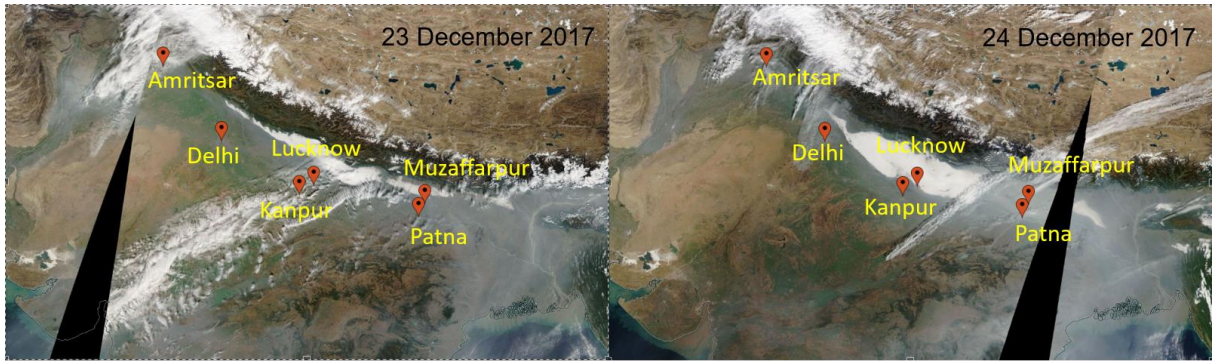 23 December 2017
Amritsar
Delhi
Lucknow
Muzaffarpur
Kanpur
Patna
24 December 2017
Amritsar
Delhi
Lucknow
Muzaffarpur
Kanpur
Patna